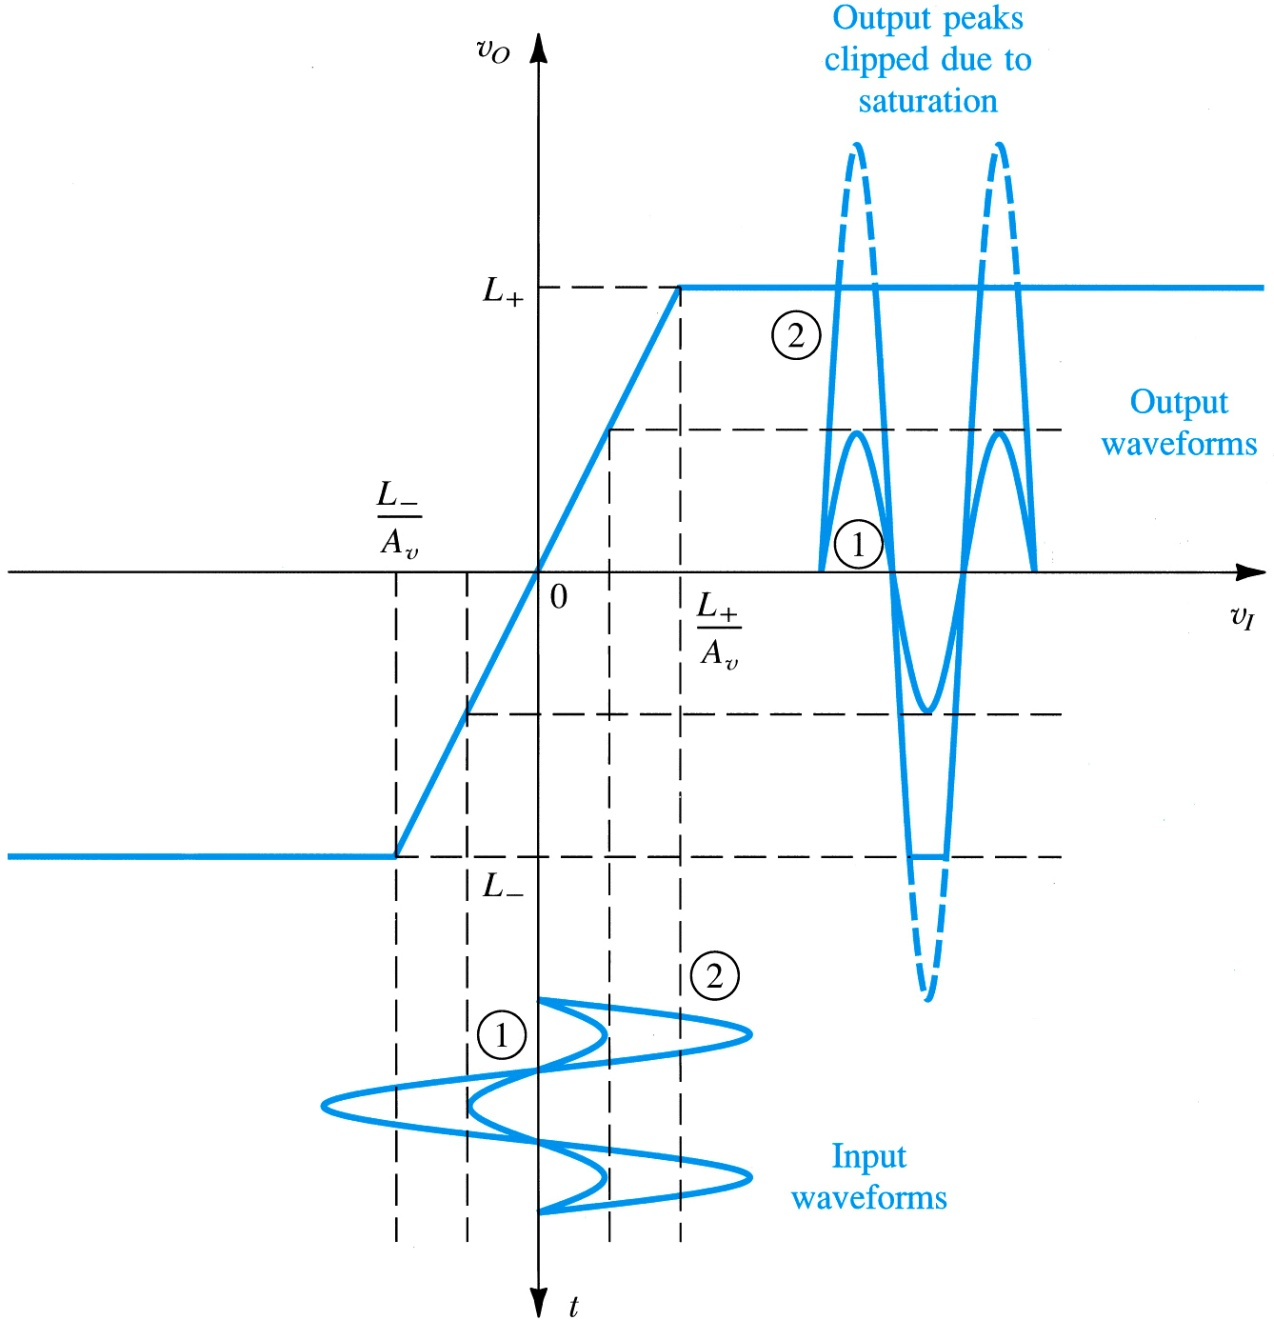 Output peaks
clipped due to
saturation
v_O
L_+
2
Output
waveforms
L_-
A_v
1
0
L_+
A_v
v_I
L_-
2
1
Input
waveforms
t